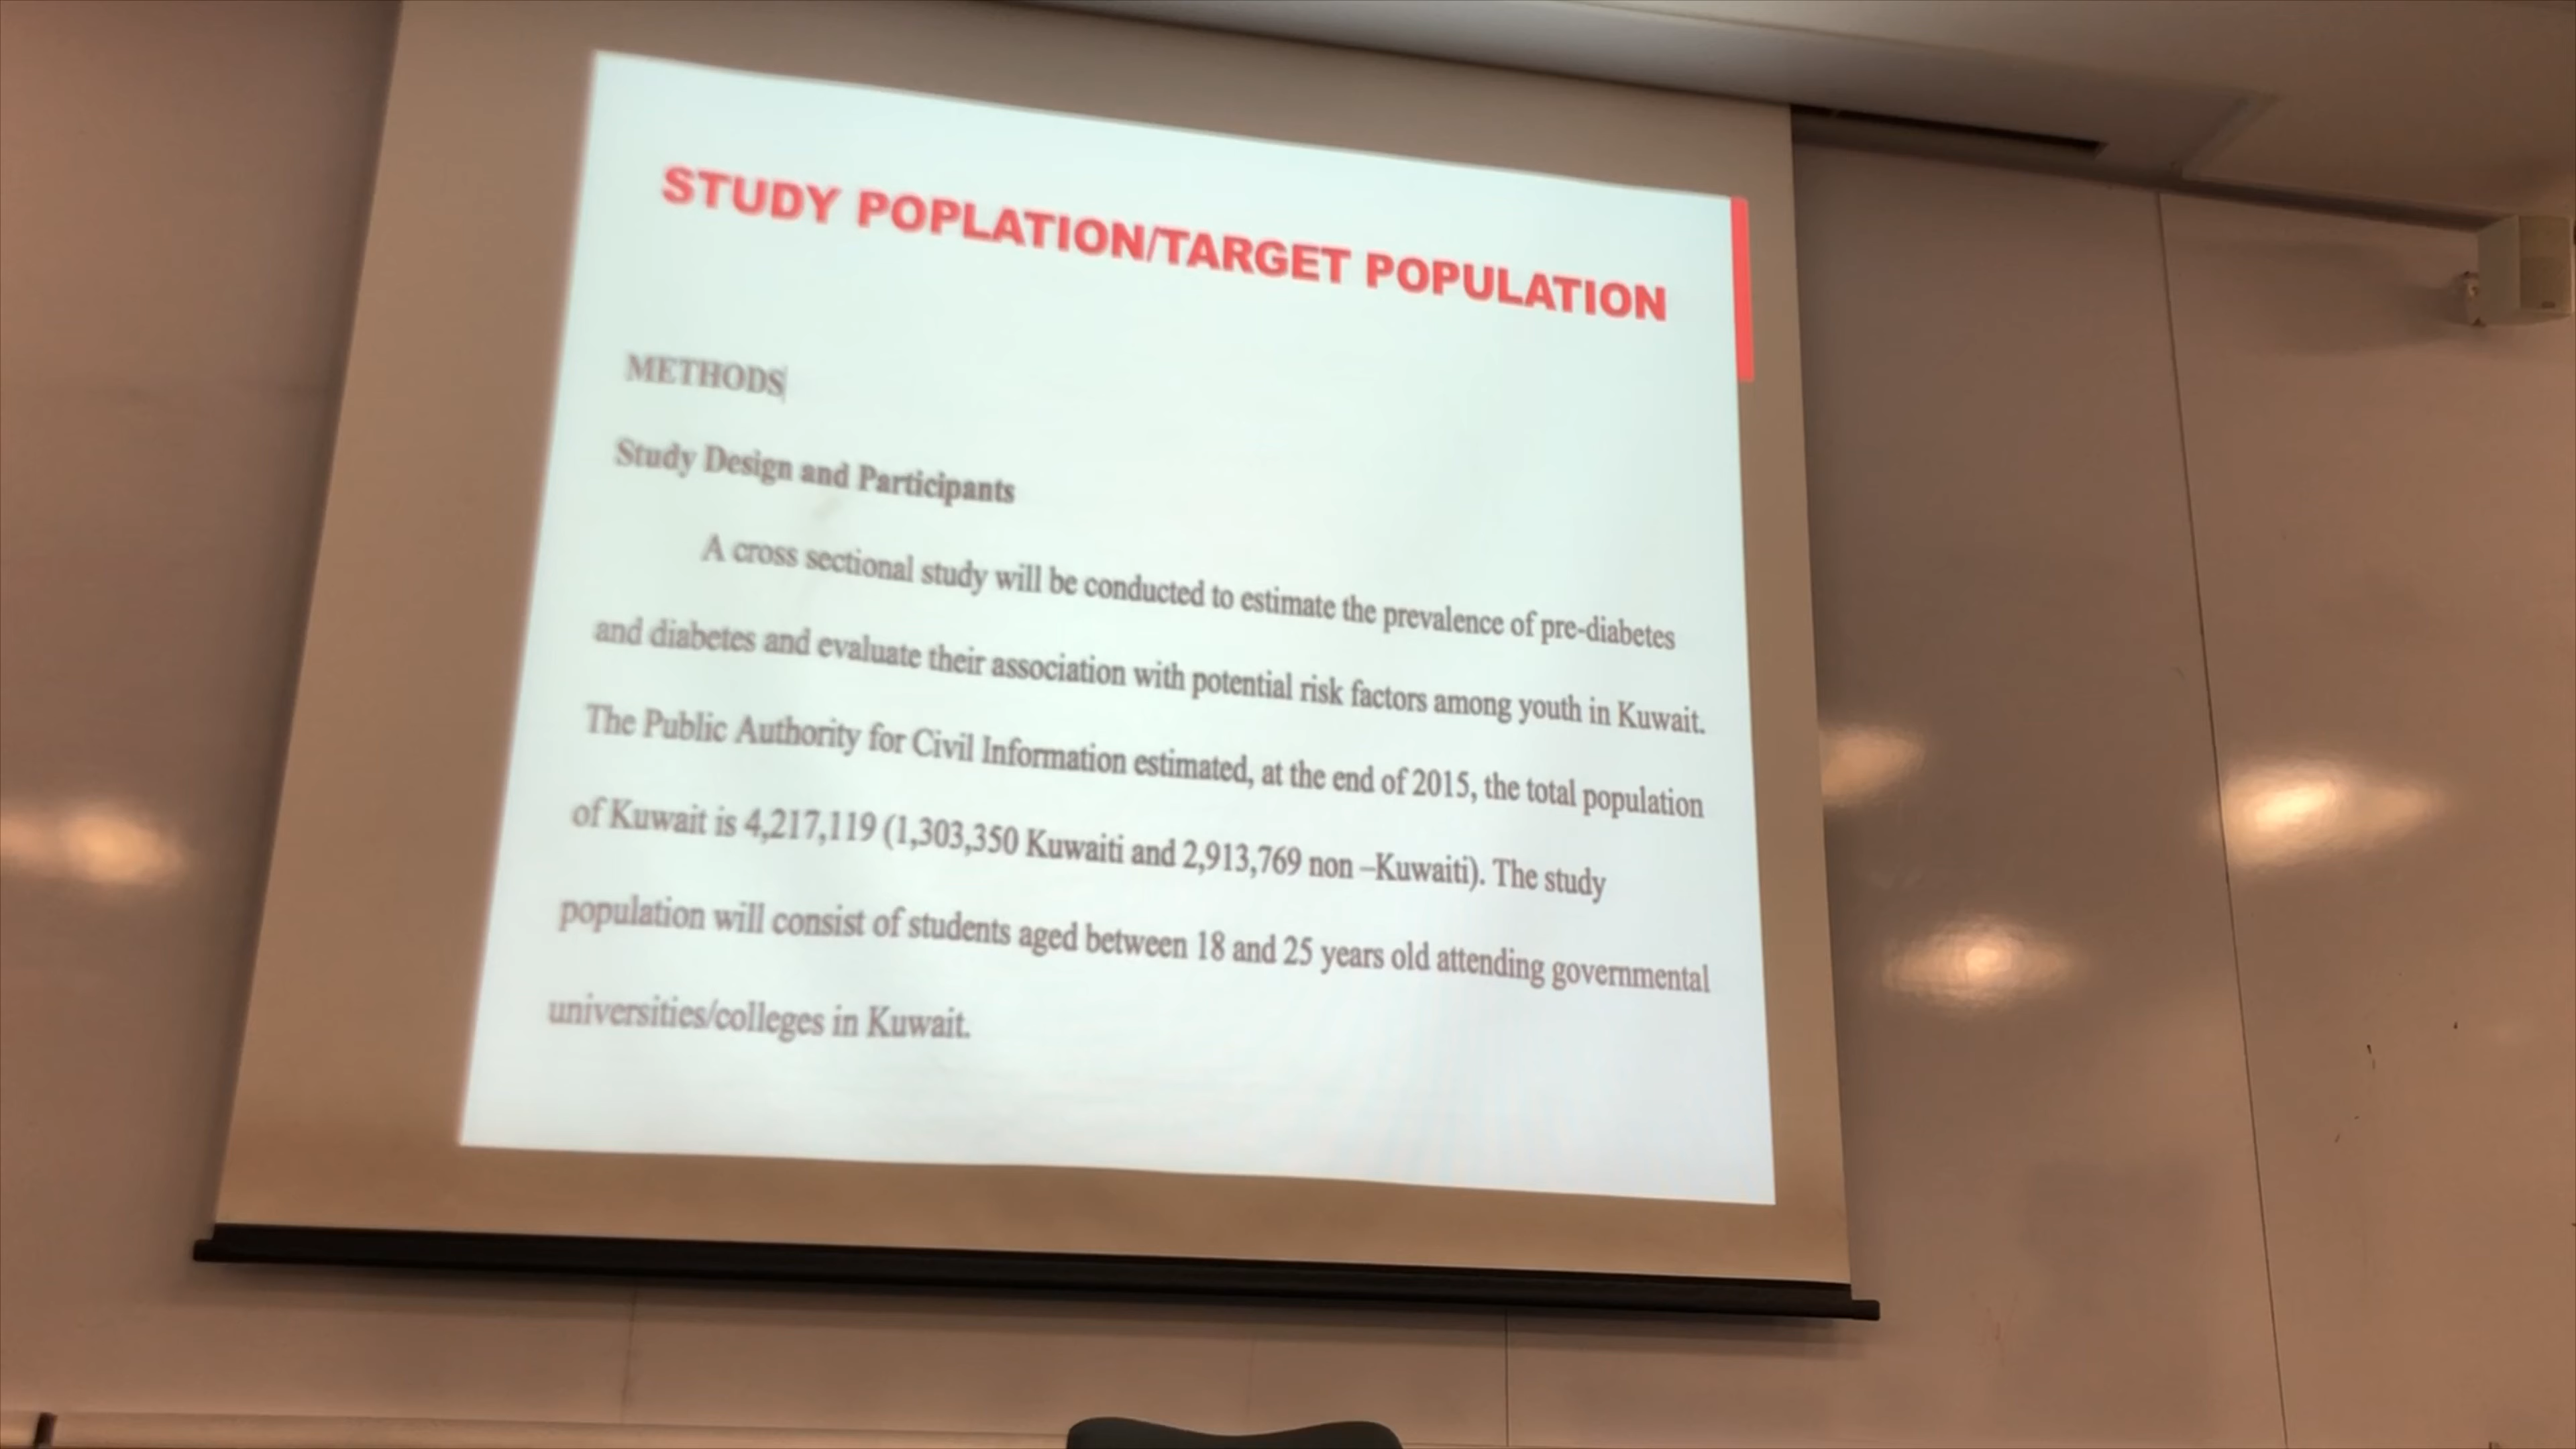 STUDY POPLATION/TARGET POPULATION
METHODS
Study Design and Participants
A cross sectional study will be conducted to estimate the prevalence of pre-diabetes
and diabetes and evaluate their association with potential risk factors among youth in Kuwait.
The Public Authority for Civil Information estimated, at the end of 2015, the total population
of Kuwait is 4,217,119 (1,303,350 Kuwaiti and 2,913,769 non –Kuwaiti). The study
population will consist of students aged between 18 and 25 years old attending governmental
universities/colleges in Kuwait.